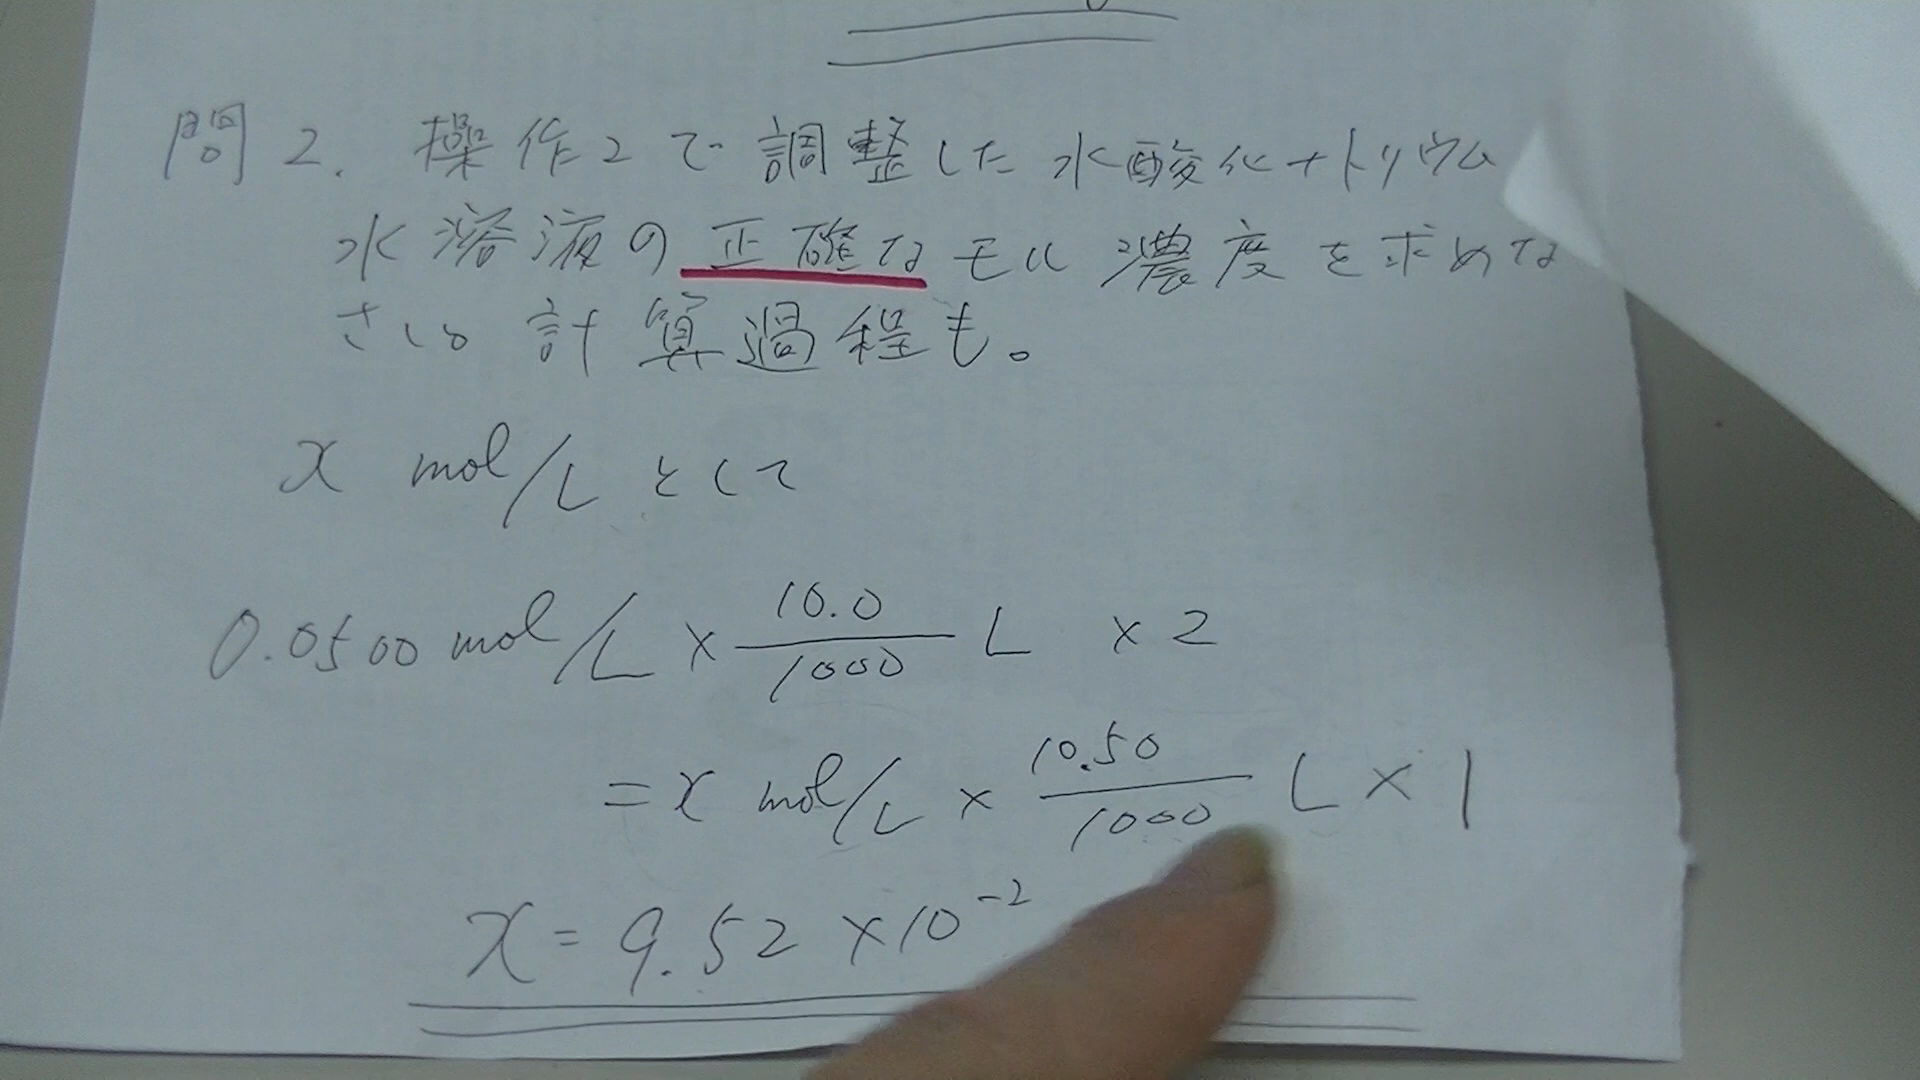 問2. 操作2で調整した水酸化ナトリウム
水溶液の正確なモル濃度を求めな
さい 計算過程も。
x mol/L として
0.0500 mol/L × 10.0/1000 L × 2
= x mol/L × 10.50/1000 L × 1
x = 9.52 × 10⁻²